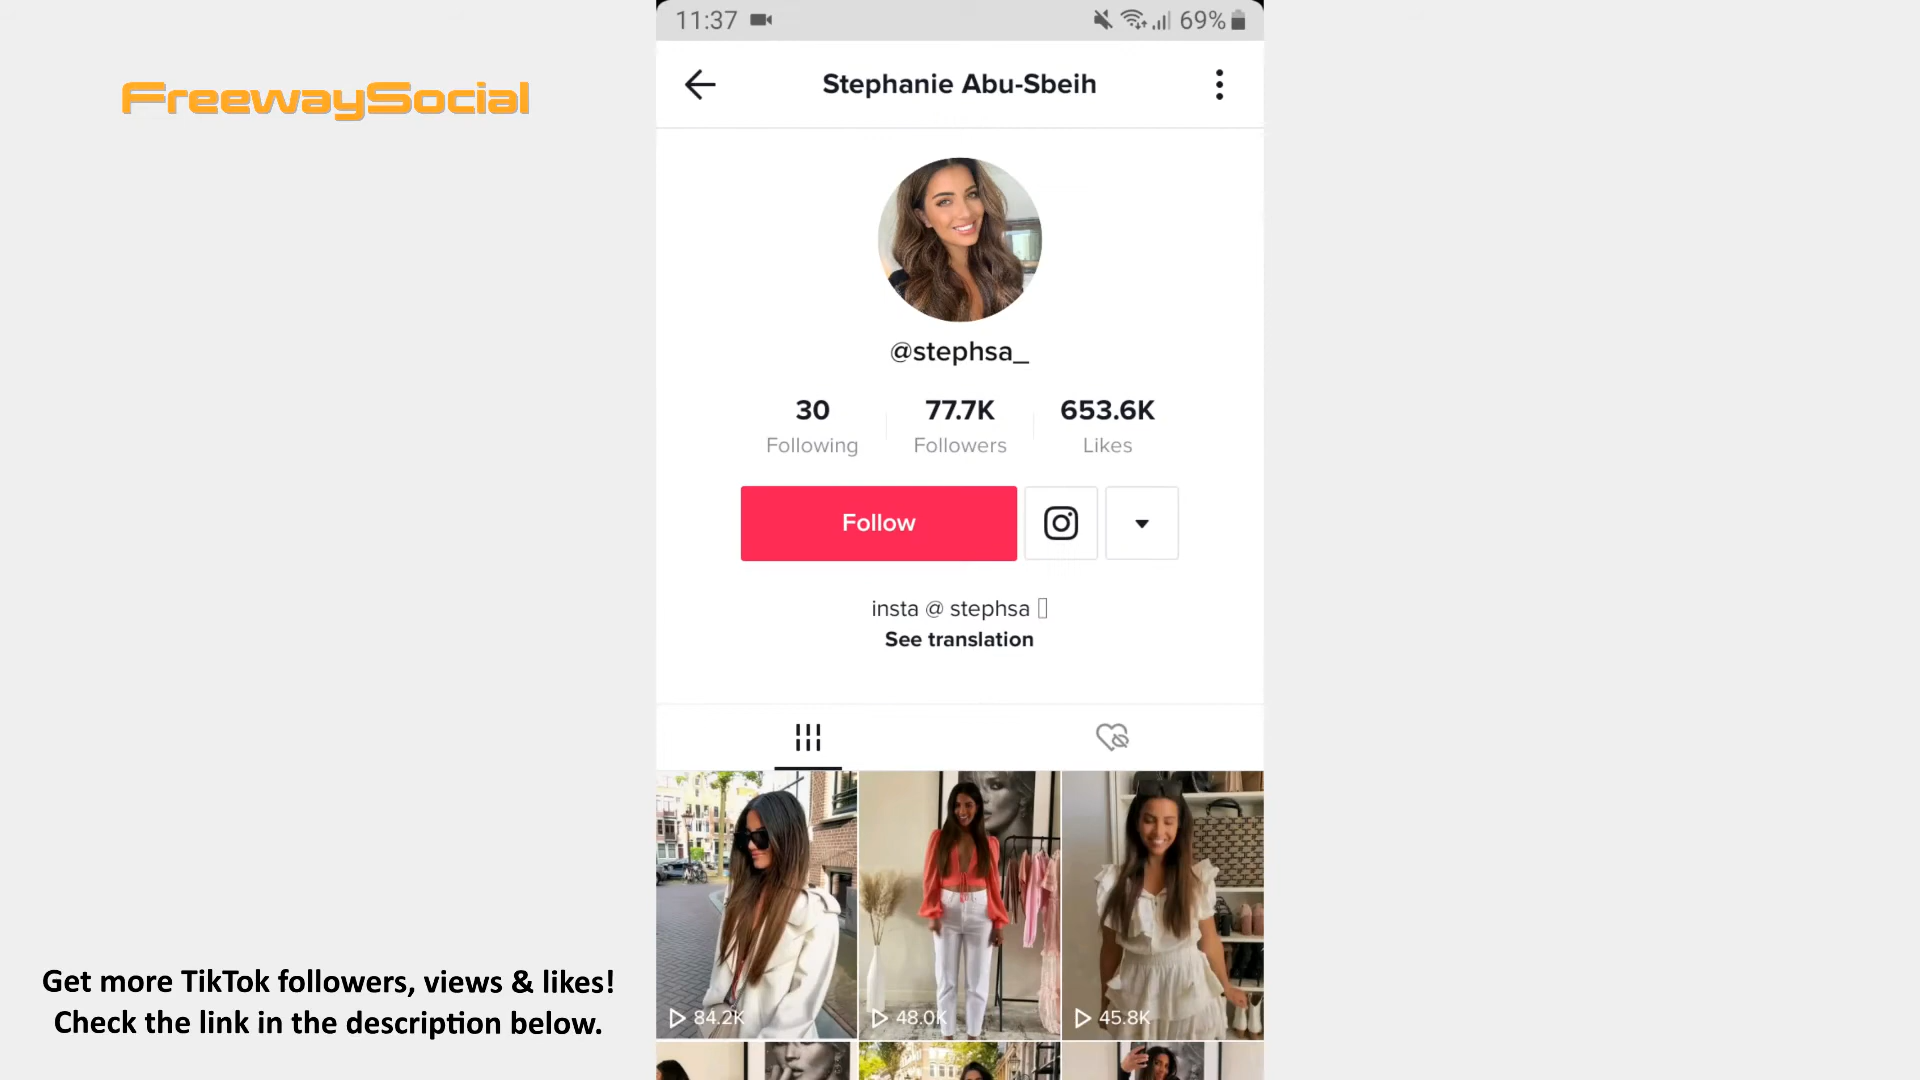 11:37
69%
FreewaySocial
Stephanie Abu-Sbeih
@stephsa_
30
77.7K
653.6K
Following
Followers
Likes
Follow
insta @ stephsa
See translation
84.2K
48.0K
45.8K
Get more TikTok followers, views & likes!
Check the link in the description below.